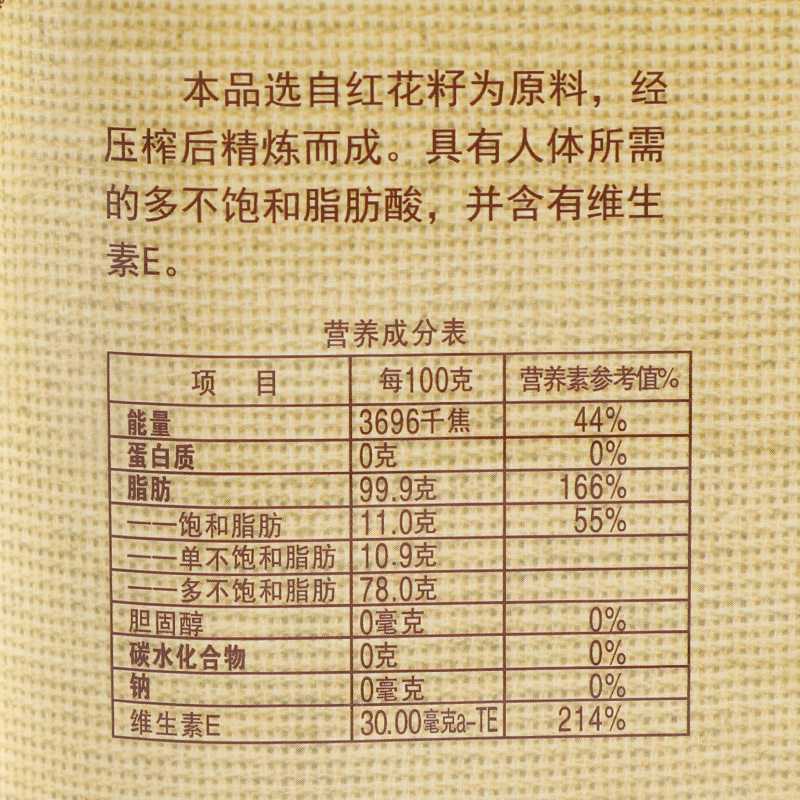 本品选自红花籽为原料，经
压榨后精炼而成。具有人体所需
的多不饱和脂肪酸，并含有维生
素E。
营养成分表
项 目 每100克 营养素参考值%
能量 3696千焦 44%
蛋白质 0克 0%
脂肪 99.9克 166%
——饱和脂肪 11.0克 55%
——单不饱和脂肪 10.9克
——多不饱和脂肪 78.0克
胆固醇 0毫克 0%
碳水化合物 0克 0%
钠 0毫克 0%
维生素E 30.00毫克a-TE 214%